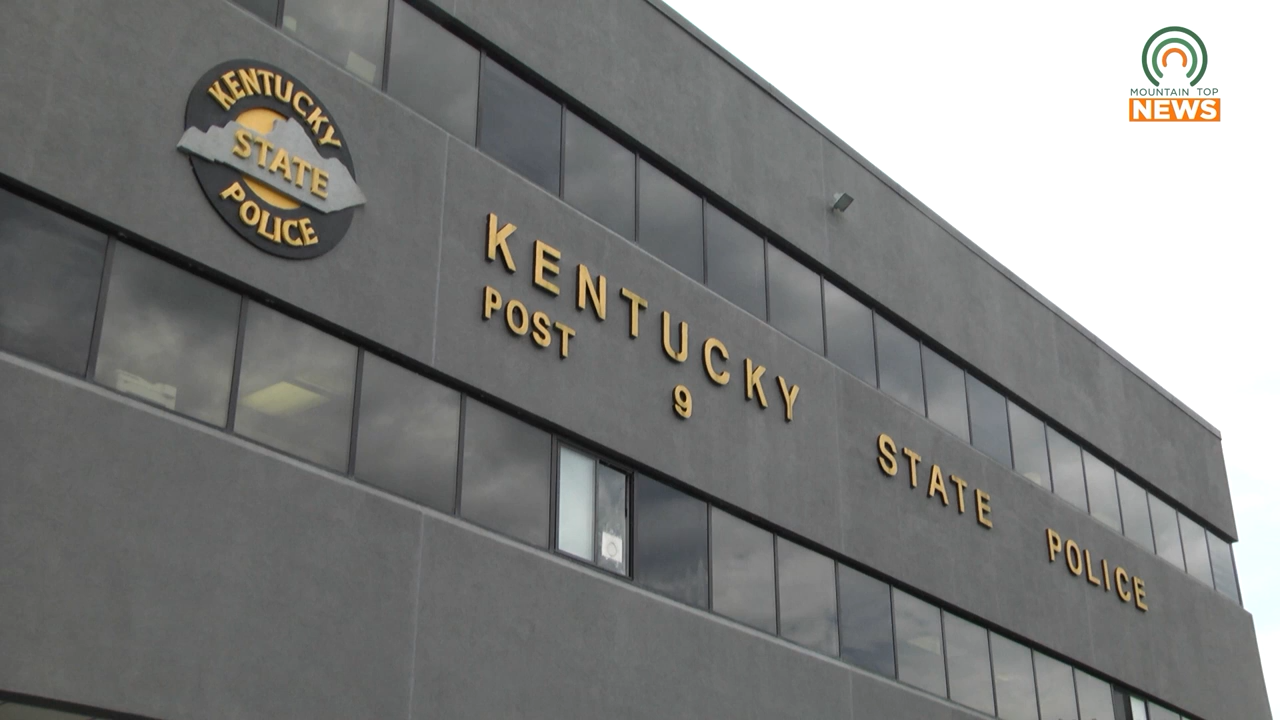 KENTUCKY
STATE
POLICE
KENTUCKY STATE POLICE
POST 9
MOUNTAIN TOP
NEWS